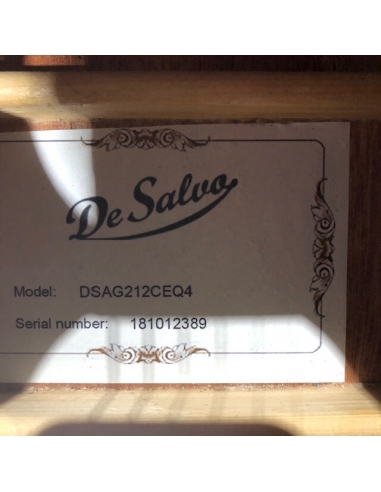 De Salvo
Model: DSAG212CEQ4
Serial number: 181012389